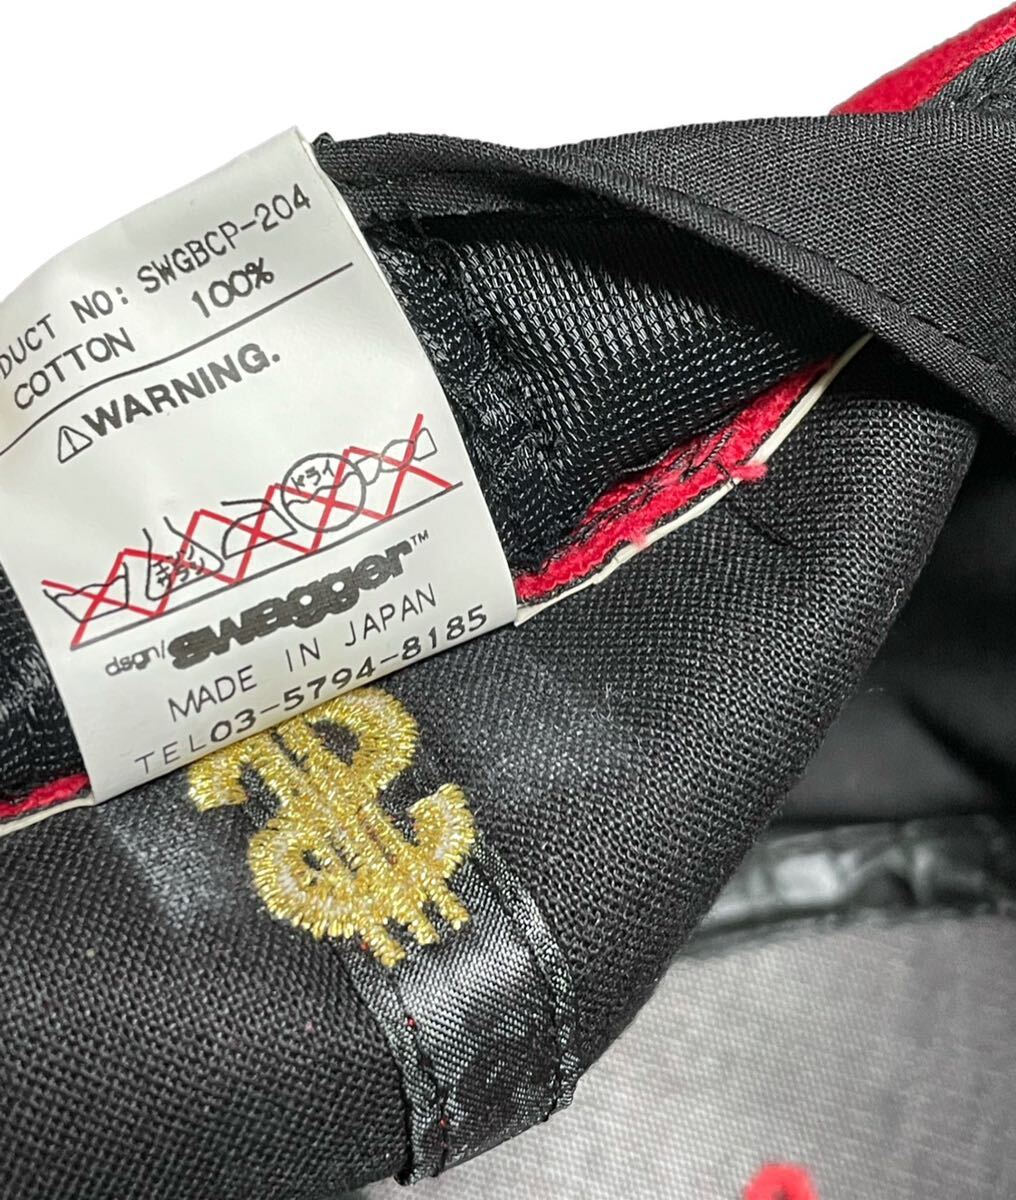 DUCT NO: SWGBCP-204
COTTON 100%
⚠WARNING.
ドライ
dsgn/swagger™
MADE IN JAPAN
TEL03-5794-8185